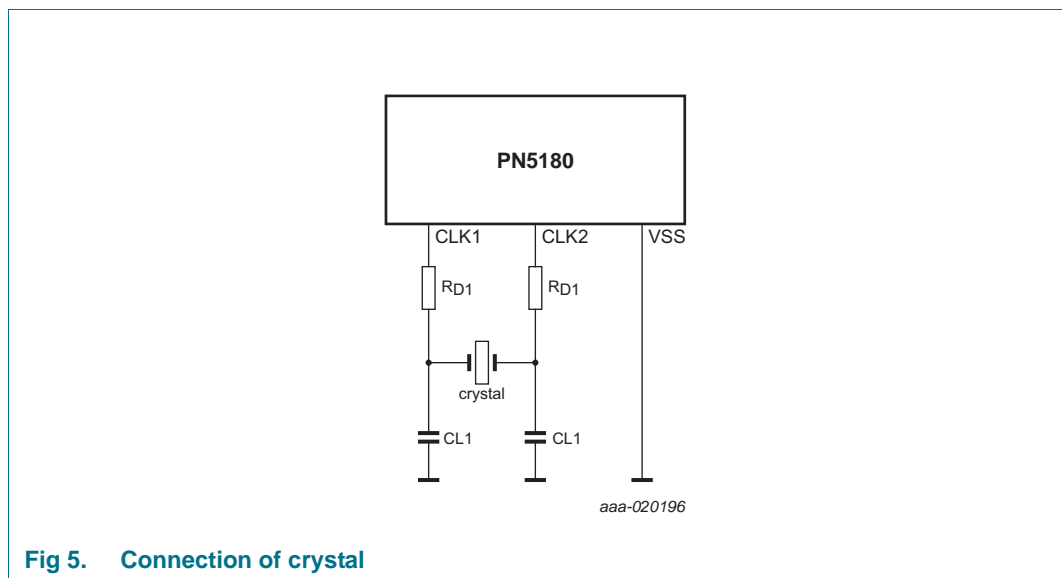 PN5180
CLK1 CLK2 VSS
RD1 RD1
crystal
CL1 CL1
aaa-020196
Fig 5. Connection of crystal